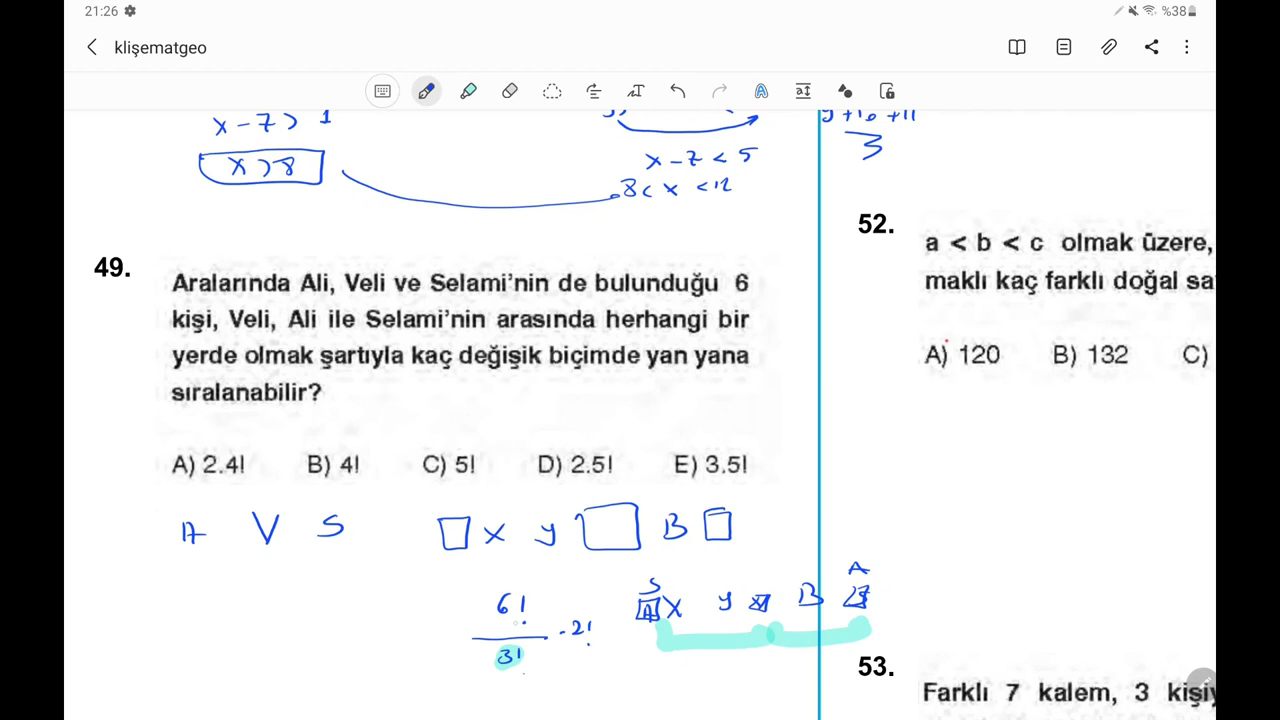 21:26
%38
klişematgeo
x - 7 > 1
x > 8
x - 7 < 5
8 < x < 12
y + 16 + 11
3
49.
Aralarında Ali, Veli ve Selami'nin de bulunduğu 6
kişi, Veli, Ali ile Selami'nin arasında herhangi bir
yerde olmak şartıyla kaç değişik biçimde yan yana
sıralanabilir?
A) 2.4! B) 4! C) 5! D) 2.5! E) 3.5!
A V S
x y B
6!
3!
. 2!
S A
A x y B
52.
a < b < c olmak üzere,
maklı kaç farklı doğal sa
A) 120 B) 132 C)
53.
Farklı 7 kalem, 3 kişiy